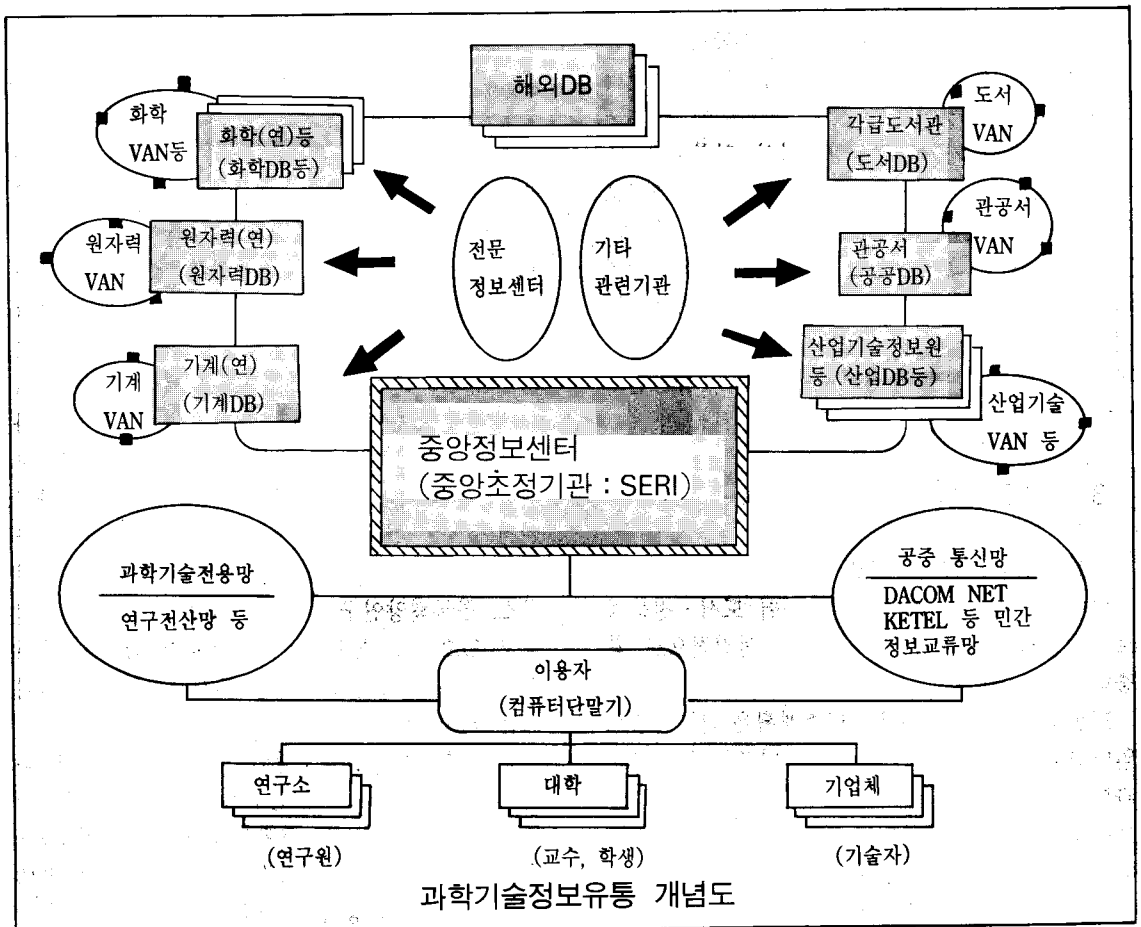 해외DB
화학
VAN등
화학(연)등
(화학DB등)
도서
VAN
각급도서관
(도서DB)
원자력
VAN
원자력(연)
(원자력DB)
전문
정보센터
기타
관련기관
관공서
VAN
관공서
(공공DB)
기계
VAN
기계(연)
(기계DB)
산업기술정보원
등 (산업DB등)
산업기술
VAN 등
중앙정보센터
(중앙조정기관 : SERI)
과학기술전용망
연구전산망 등
공중 통신망
DACOM NET
KETEL 등 민간
정보교류망
이용자
(컴퓨터단말기)
연구소
(연구원)
대학
(교수, 학생)
기업체
(기술자)
과학기술정보유통 개념도